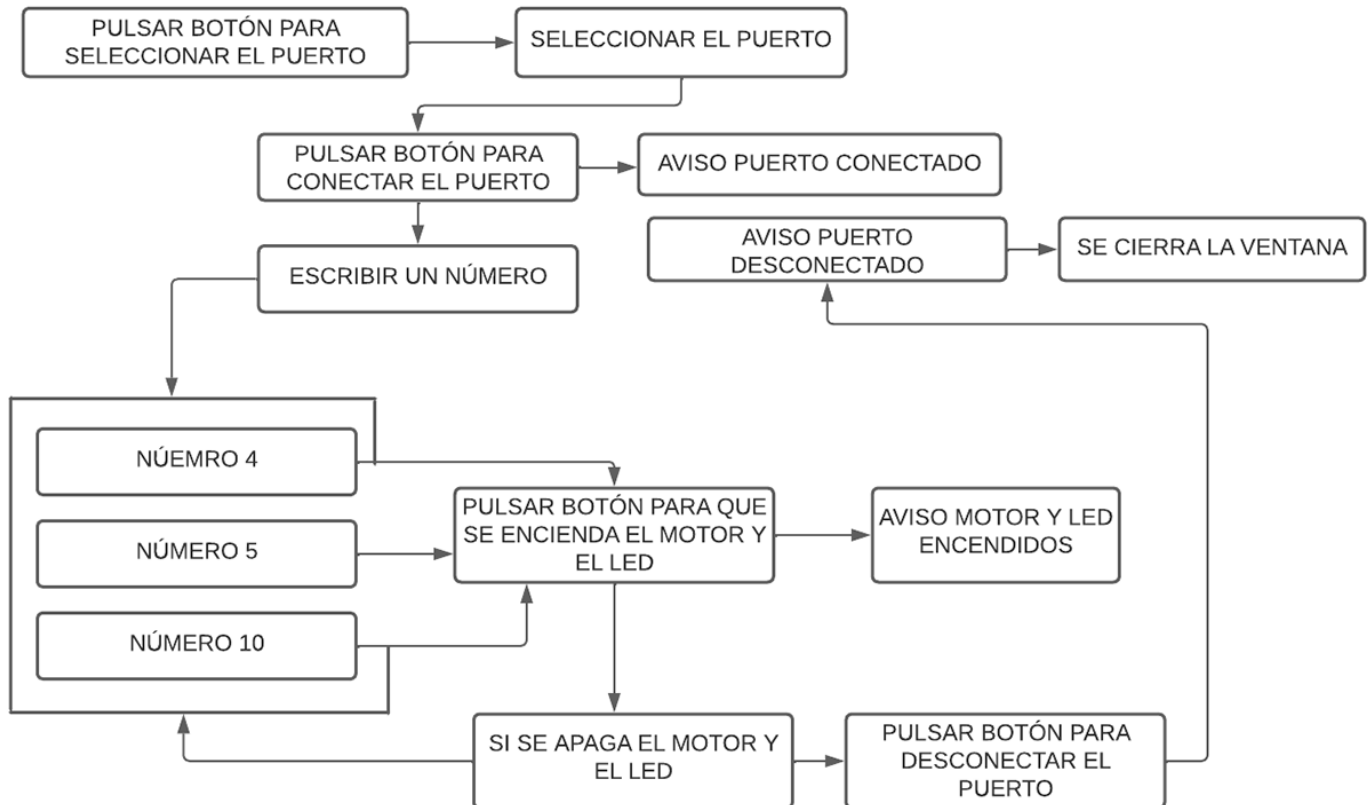 PULSAR BOTÓN PARA
SELECCIONAR EL PUERTO
SELECCIONAR EL PUERTO
PULSAR BOTÓN PARA
CONECTAR EL PUERTO
AVISO PUERTO CONECTADO
AVISO PUERTO
DESCONECTADO
SE CIERRA LA VENTANA
ESCRIBIR UN NÚMERO
NÚEMRO 4
NÚMERO 5
NÚMERO 10
PULSAR BOTÓN PARA QUE
SE ENCIENDA EL MOTOR Y
EL LED
AVISO MOTOR Y LED
ENCENDIDOS
SI SE APAGA EL MOTOR Y
EL LED
PULSAR BOTÓN PARA
DESCONECTAR EL
PUERTO